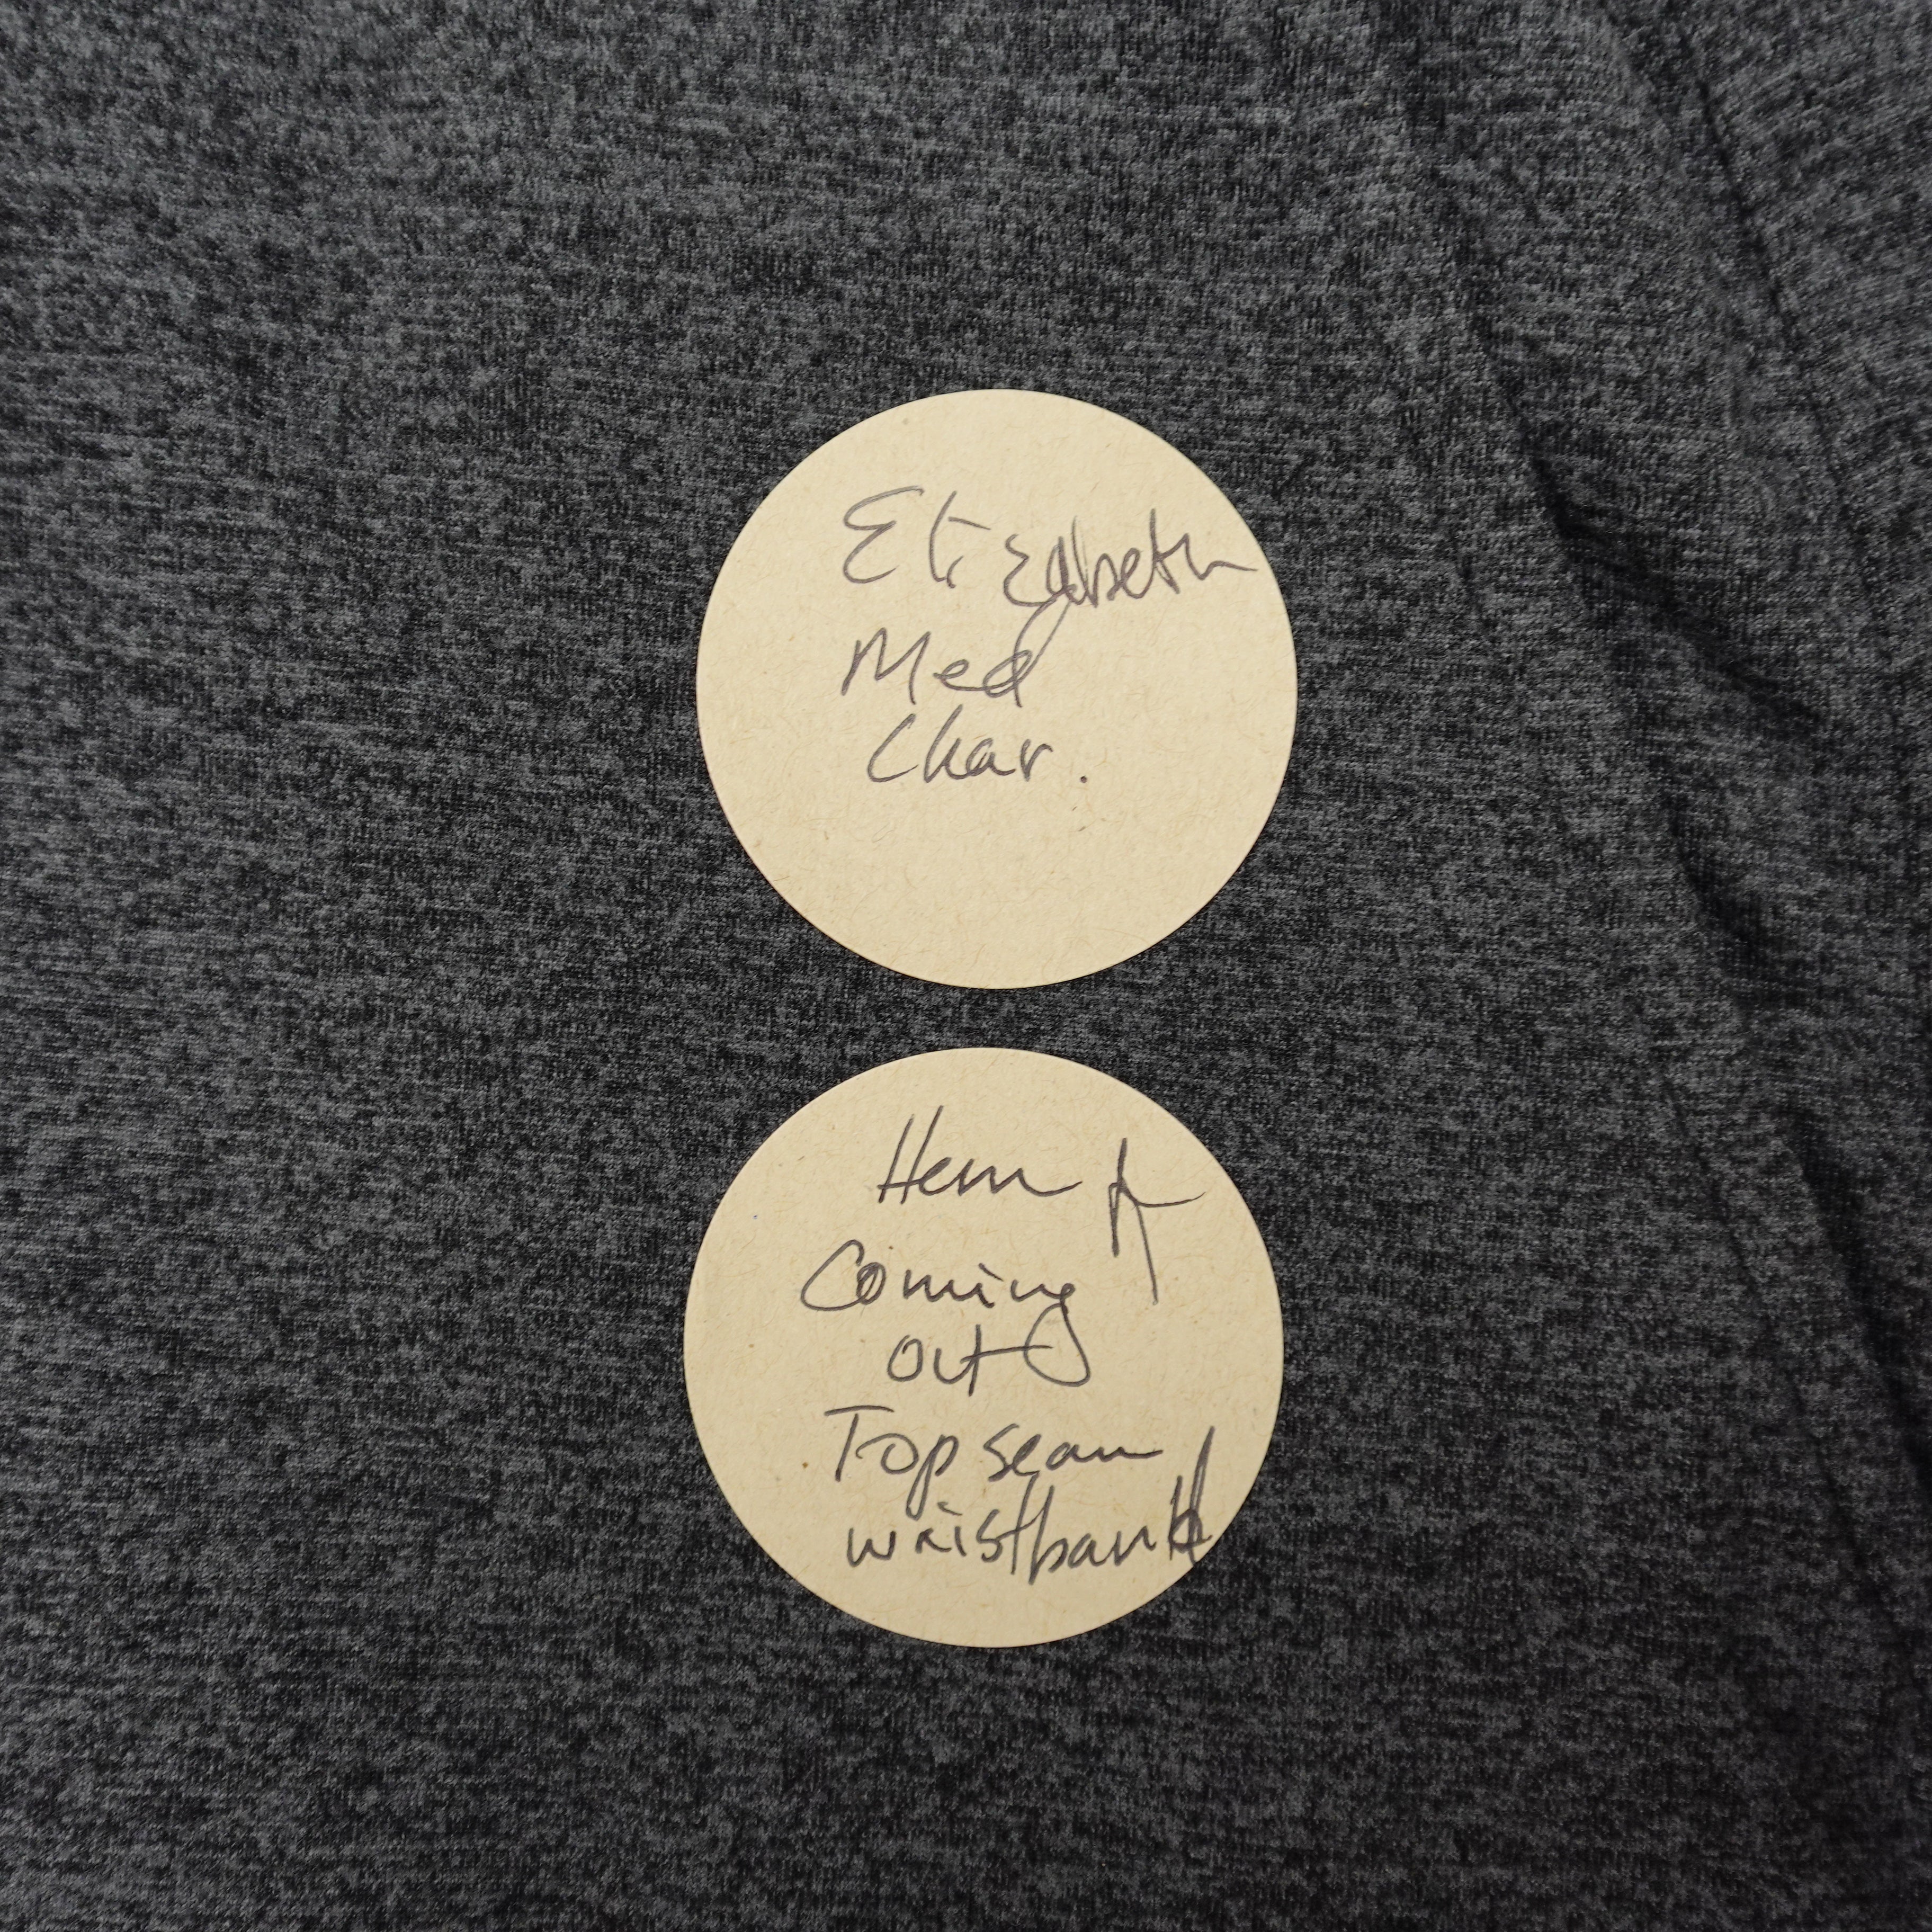 Elizabeth
Med
Char.
Hem
Coming
out
Top seam
waistband